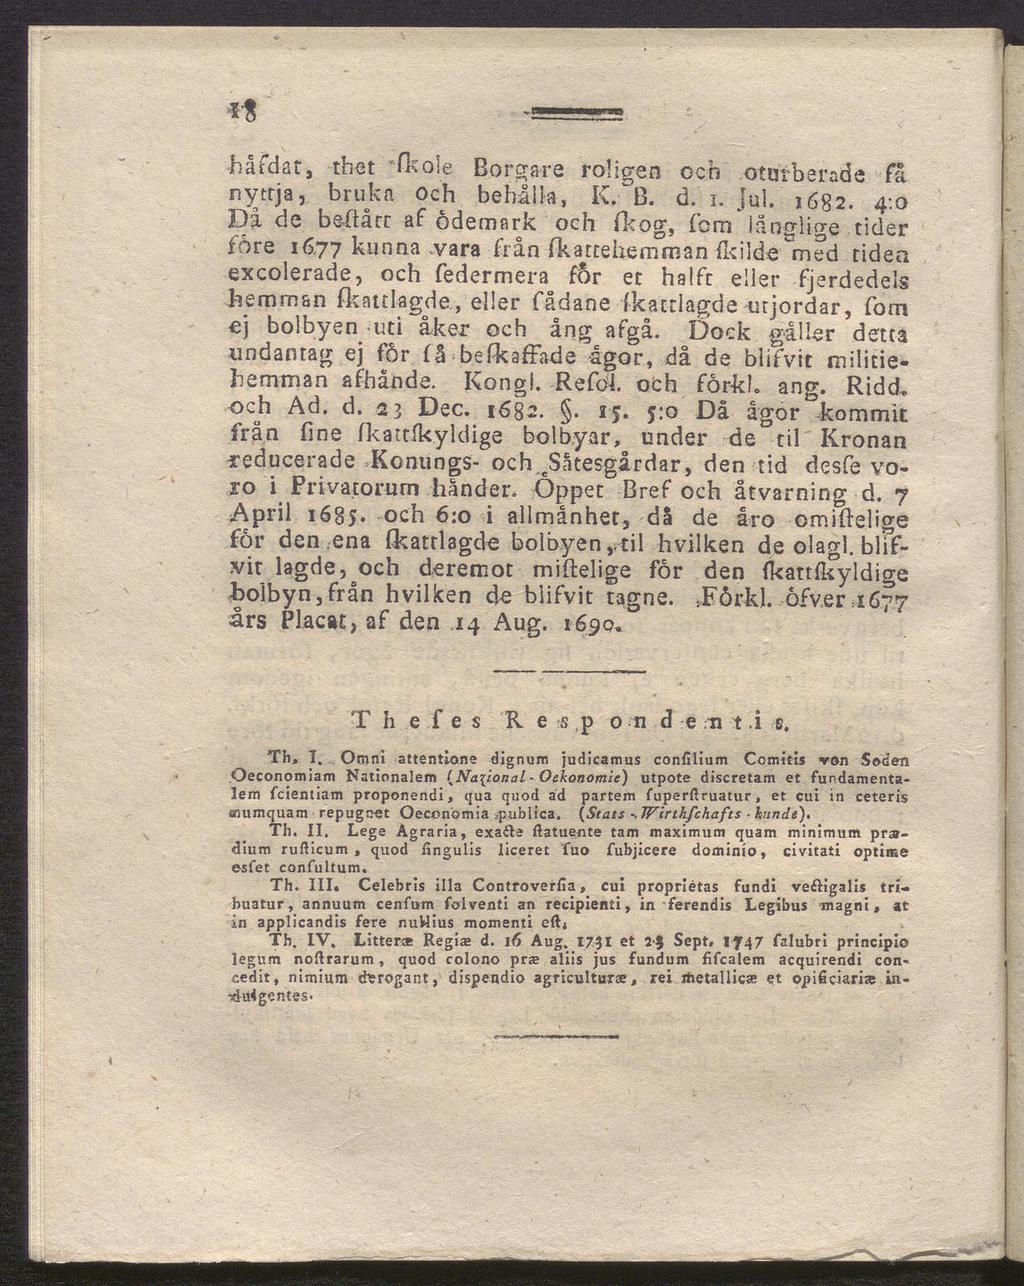 18
håfdat, thet ſkole Borgare roligen och oturberade få
nyttja, bruka och behålla, K. B. d. 1. Jul. 1682. 4:o
Då de beſtått af ödemark och ſkog, ſom långlige tider
före 1677 kunna vara från ſkattehemman ſkilde med tiden
excolerade, och ſedermera för et halft eller fjerdedels
hemman ſkattlagde, eller ſådane ſkattlagde utjordar, ſom
ej bolbyen uti åker och ång afgå. Dock gåller detta
undantag ej för ſå beſkaffade ågor, då de blifvit militie-
hemman afhånde. Kongl. Reſol. och förkl. ang. Ridd.
och Ad. d. 23 Dec. 1682. §. 15. 5:o Då ågor kommit
från ſine ſkattſkyldige bolbyar, under de til Kronan
reducerade Konungs- och Såtesgårdar, den tid desſe vo-
ro i Privatorum hånder. Öppet Bref och åtvarning d. 7
April 1685. och 6:o i allmånhet, då de åro omiſtelige
för den ena ſkattlagde bolbyen, til hvilken de olagl. blif-
vit lagde, och deremot miſtelige för den ſkattſkyldige
bolbyn, från hvilken de blifvit tagne. Förkl. öfver 1677
års Placat, af den 14 Aug. 1690.
Theſes Respondentis.
Th. I. Omni attentione dignum judicamus conſilium Comitis von Soden
Oeconomiam Nationalem (Nazional-Oekonomie) utpote discretam et fundamenta-
lem ſcientiam proponendi, qua quod ad partem ſuperſtruatur, et cui in ceteris
numquam repugnet Oeconomia publica. (Stats-Wirthſchafts-kunde).
Th. II. Lege Agraria, exacte ſtatuente tam maximum quam minimum præ-
dium ruſticum, quod ſingulis liceret ſuo ſubjicere dominio, civitati optime
esſet conſultum.
Th. III. Celebris illa Controverſia, cui propriétas fundi vectigalis tri-
buatur, annuum cenſum ſolventi an recipienti, in ferendis Legibus magni, at
in applicandis fere nullius momenti eſt.
Th. IV. Litteræ Regiæ d. 16 Aug. 1731 et 23 Sept. 1747 ſalubri principio
legum noſtrarum, quod colono præ aliis jus fundum fiſcalem acquirendi con-
cedit, nimium derogant, dispendio agriculturæ, rei metallicæ et opificiariæ in-
dulgentes.